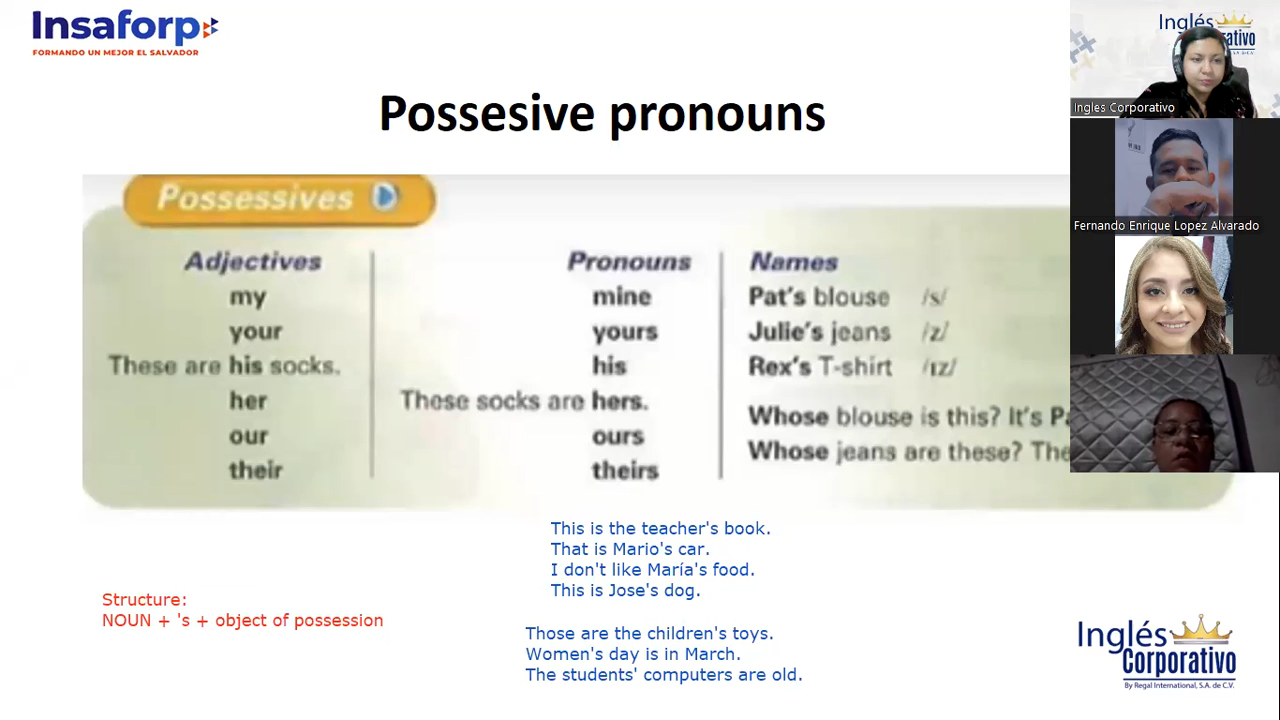 Insaforp
FORMANDO UN MEJOR EL SALVADOR
Possesive pronouns
Possessives
Adjectives
my
your
These are his socks.
her
our
their
Pronouns
mine
yours
his
These socks are hers.
ours
theirs
Names
Pat's blouse /s/
Julie's jeans /z/
Rex's T-shirt /ɪz/
Whose blouse is this? It's
Whose jeans are these?
This is the teacher's book.
That is Mario's car.
I don't like María's food.
This is Jose's dog.
Structure:
NOUN + 's + object of possession
Those are the children's toys.
Women's day is in March.
The students' computers are old.
Inglés
Corporativo
By Regal International, S.A. de C.V.
Inglés
Ingles Corporativo
Fernando Enrique Lopez Alvarado